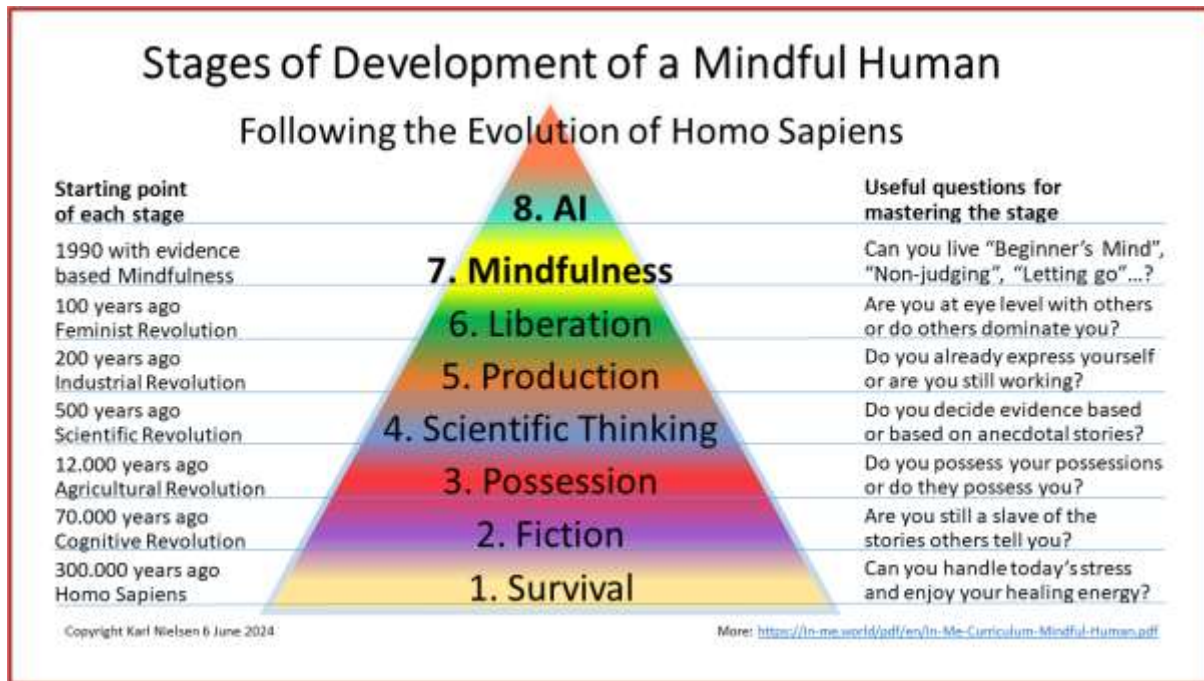 Stages of Development of a Mindful Human
Following the Evolution of Homo Sapiens
Starting point
of each stage
Useful questions for
mastering the stage
8. AI
1990 with evidence
based Mindfulness
7. Mindfulness
Can you live “Beginner’s Mind”,
“Non-judging”, “Letting go”...?
100 years ago
Feminist Revolution
6. Liberation
Are you at eye level with others
or do others dominate you?
200 years ago
Industrial Revolution
5. Production
Do you already express yourself
or are you still working?
500 years ago
Scientific Revolution
4. Scientific Thinking
Do you decide evidence based
or based on anecdotal stories?
12.000 years ago
Agricultural Revolution
3. Possession
Do you possess your possessions
or do they possess you?
70.000 years ago
Cognitive Revolution
2. Fiction
Are you still a slave of the
stories others tell you?
300.000 years ago
Homo Sapiens
1. Survival
Can you handle today’s stress
and enjoy your healing energy?
Copyright Karl Nielsen 6 June 2024
More: https://In-me.world/pdf/en/In-Me-Curriculum-Mindful-Human.pdf